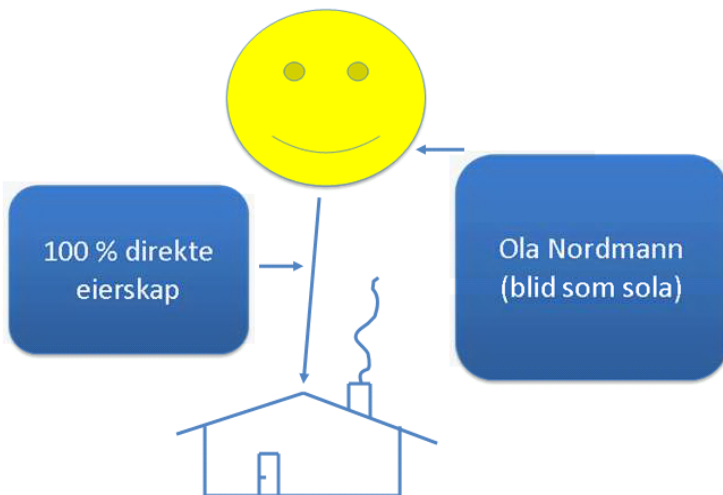 100 % direkte
eierskap
Ola Nordmann
(blid som sola)